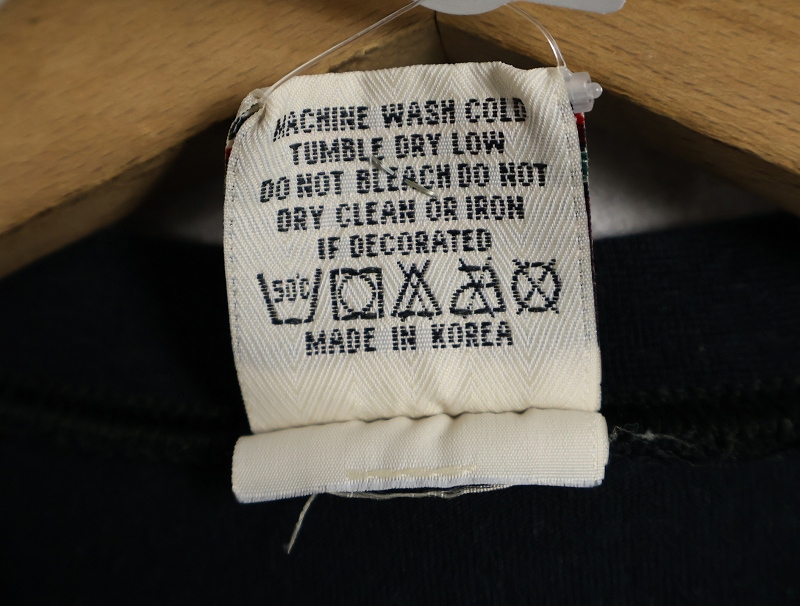 MACHINE WASH COLD
TUMBLE DRY LOW
DO NOT BLEACH DO NOT
DRY CLEAN OR IRON
IF DECORATED
50°C
MADE IN KOREA